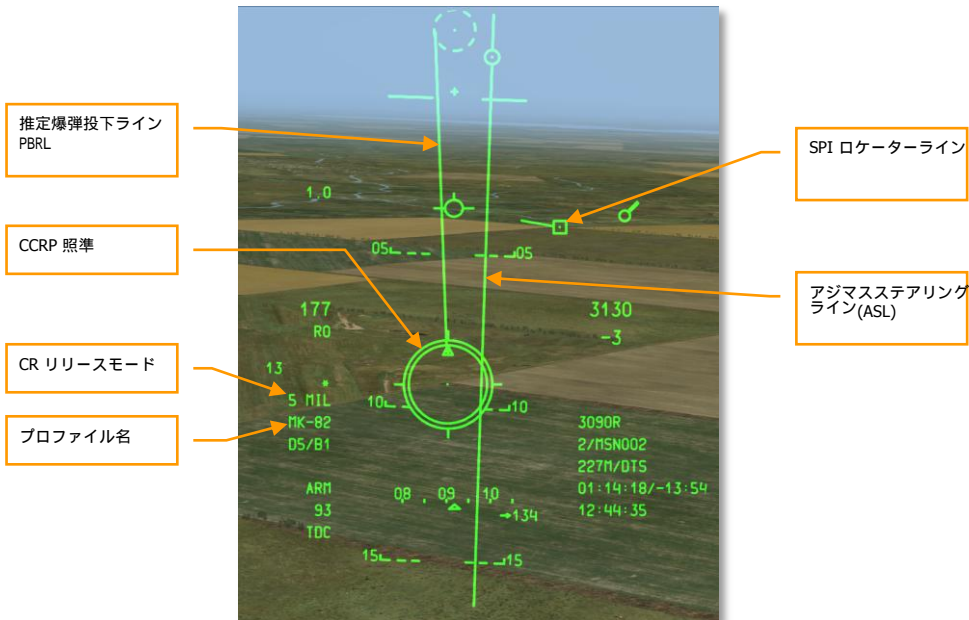 推定爆弾投下ライン
PBRL
CCRP 照準
CR リリースモード
プロファイル名
SPI ロケーターライン
アジマスステアリング
ライン(ASL)
1.0
05 05
177
RO
3130
-3
13
5 MIL
MK-82
D5/B1
10 10
3090R
2/MSN002
227M/DTS
01:14:18/-13:54
12:44:35
ARM
93
TDC
08 09 10
134
15 15